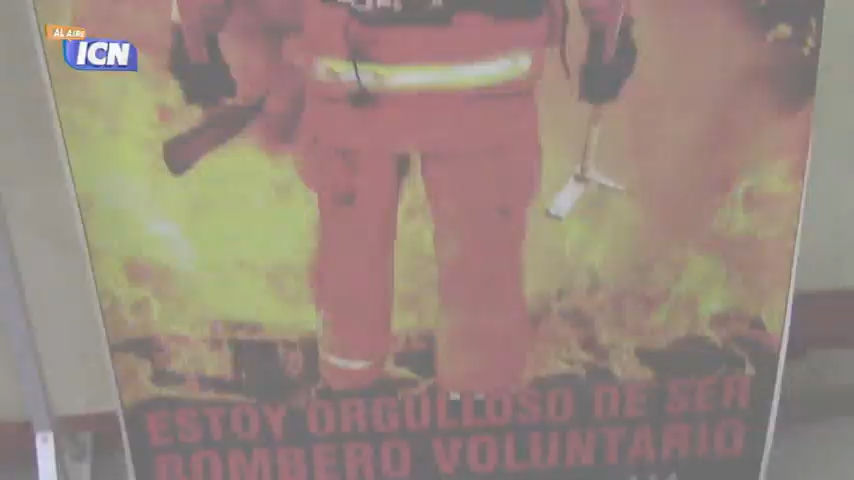 AL AIRE
ICN
ESTOY ORGULLOSO DE SER
BOMBERO VOLUNTARIO